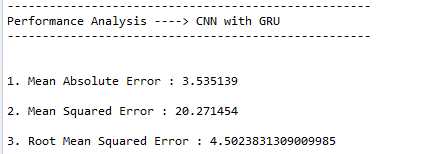 --------------------------------------------------
Performance Analysis ----> CNN with GRU
--------------------------------------------------
1. Mean Absolute Error : 3.535139
2. Mean Squared Error : 20.271454
3. Root Mean Squared Error : 4.5023831309009985